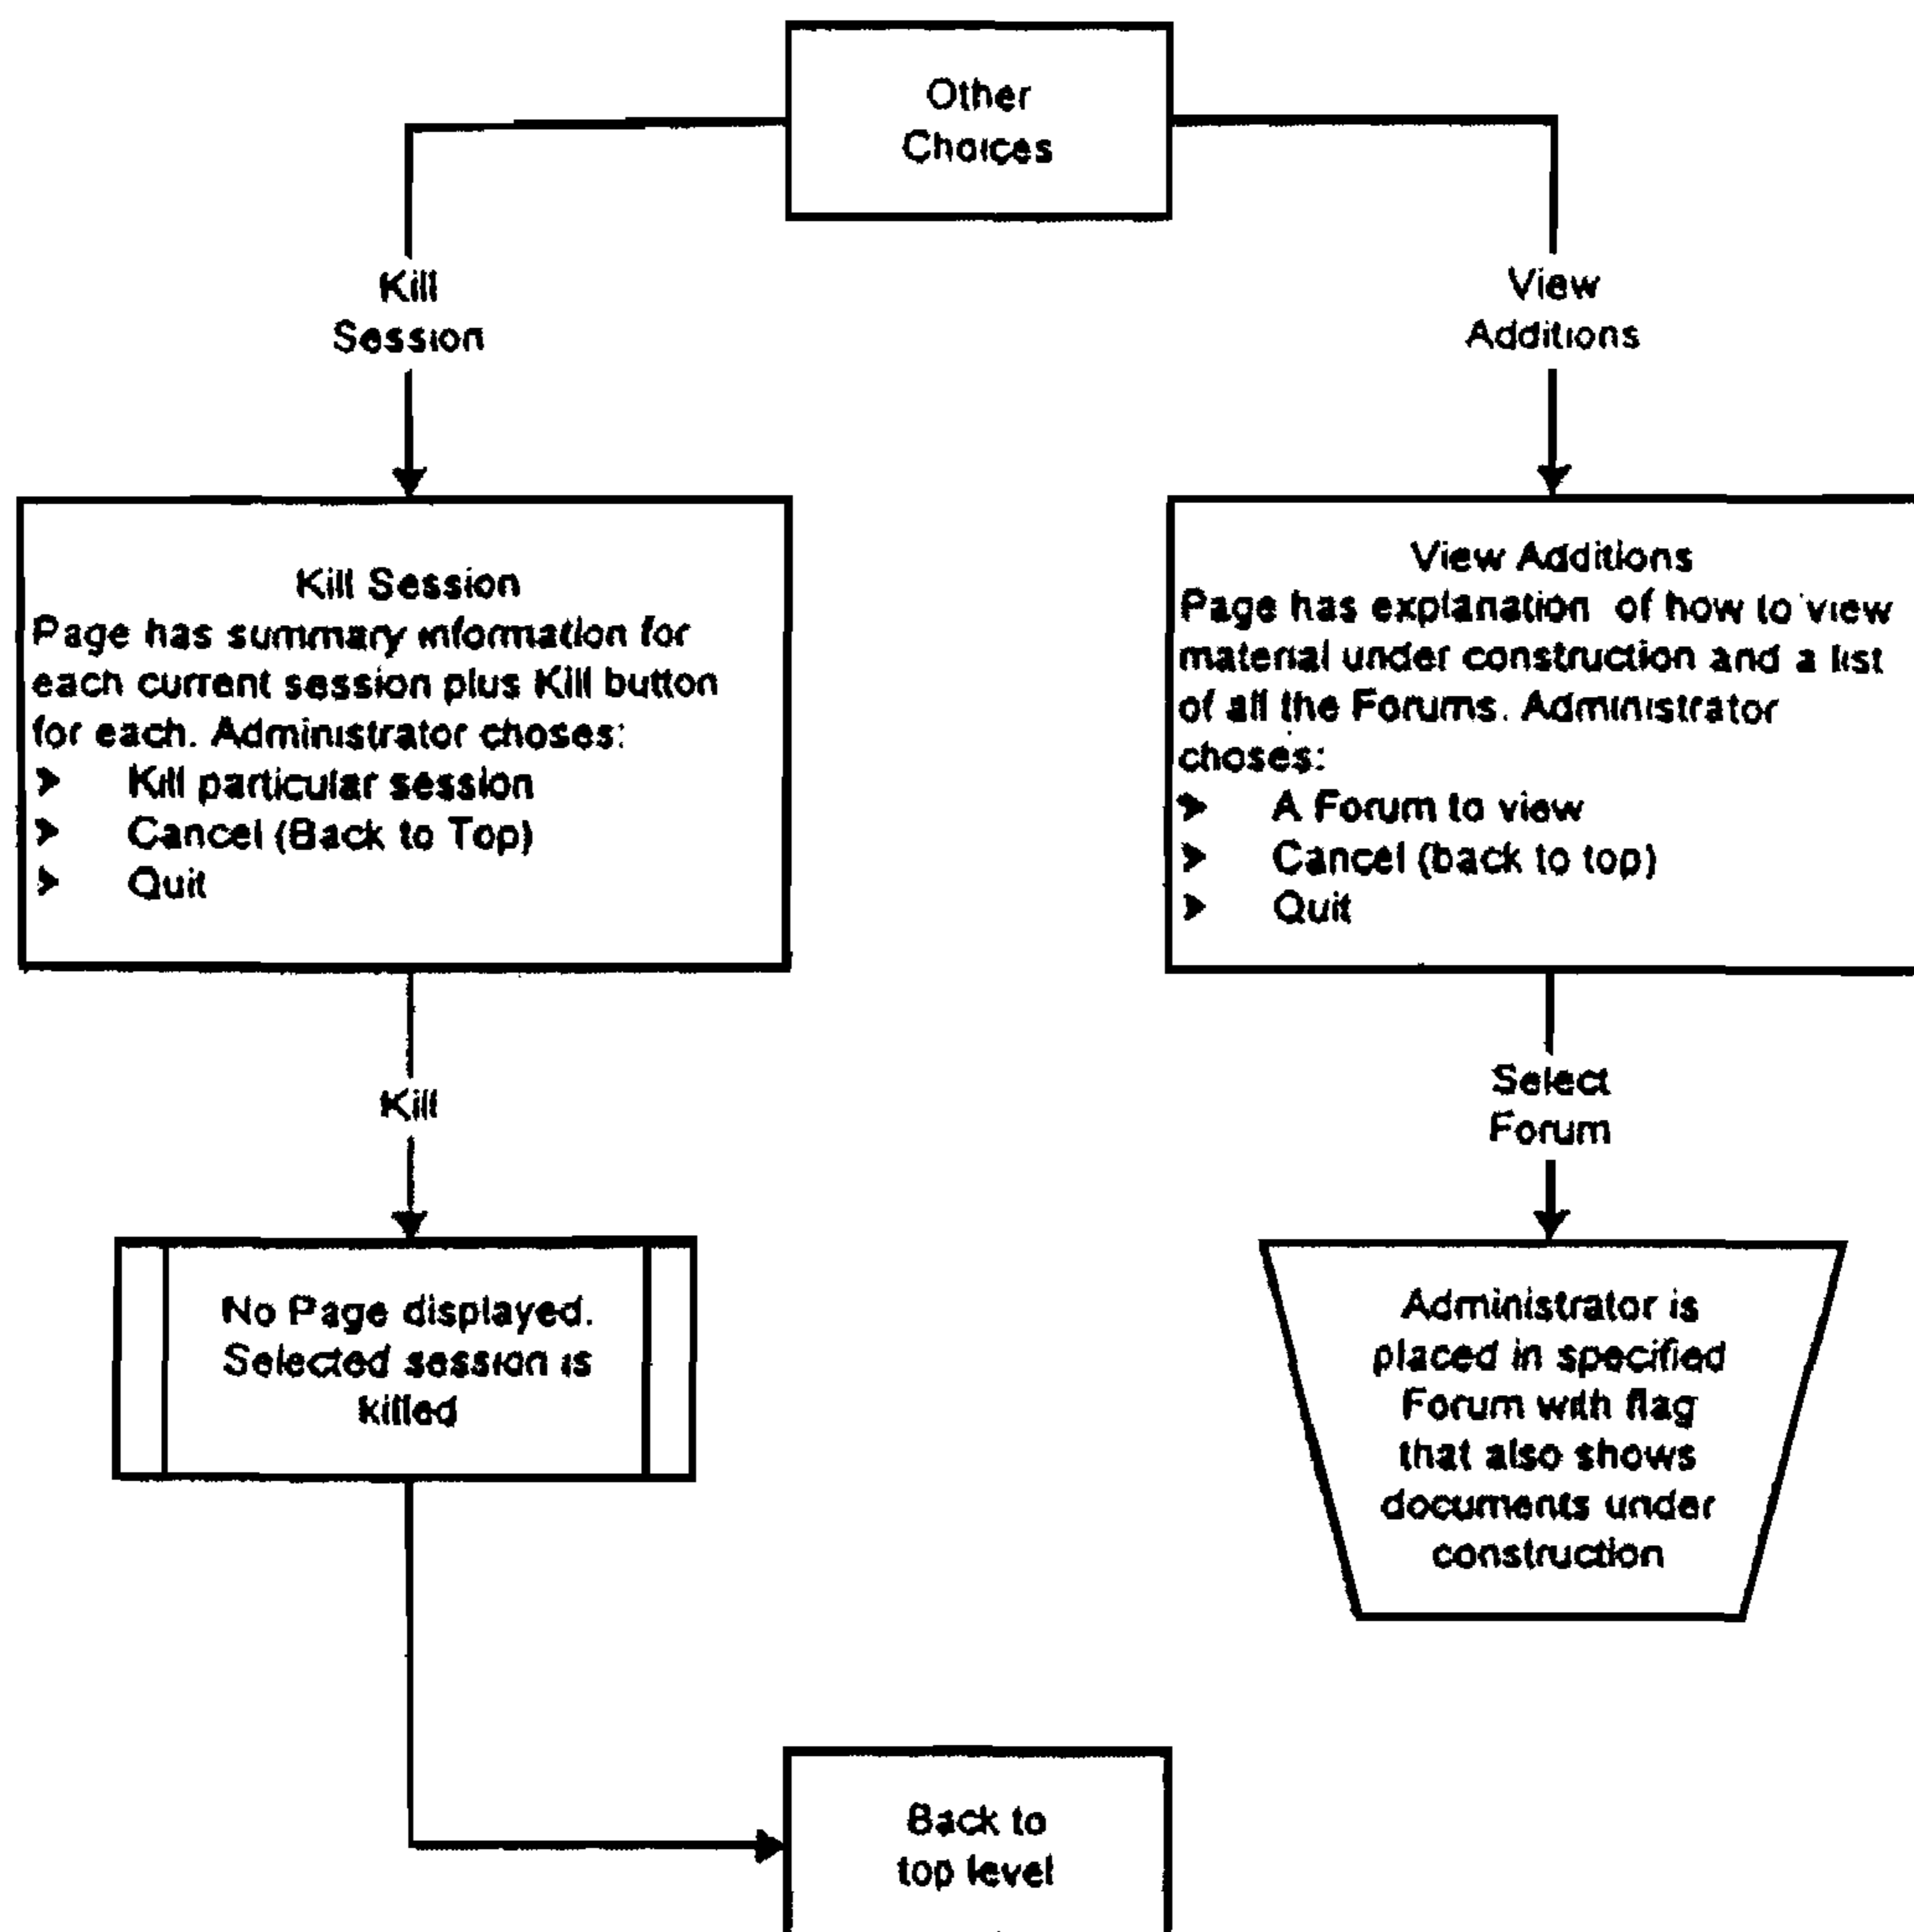 Other
Choices
Kill
Session
View
Additions
Kill Session
Page has summary information for
each current session plus Kill button
for each. Administrator choses:
➤ Kill particular session
➤ Cancel (Back to Top)
➤ Quit
View Additions
Page has explanation of how to view
material under construction and a list
of all the Forums. Administrator
choses:
➤ A Forum to view
➤ Cancel (back to top)
➤ Quit
Kill
Select
Forum
No Page displayed.
Selected session is
killed
Administrator is
placed in specified
Forum with flag
that also shows
documents under
construction
Back to
top level